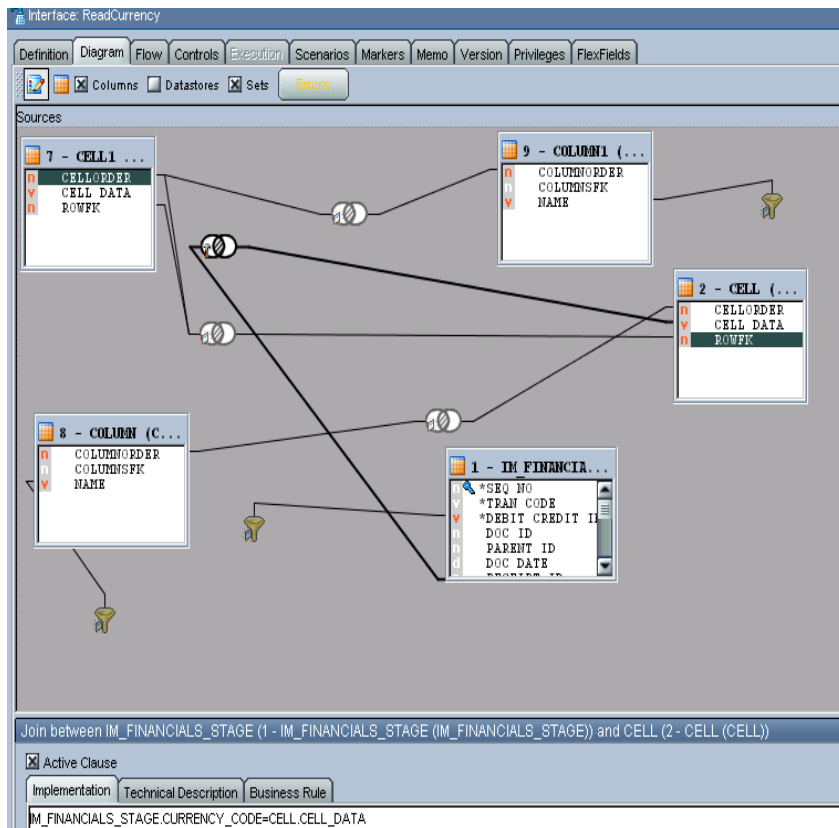 Interface: ReadCurrency
Definition Diagram Flow Controls Execution Scenarios Markers Memo Version Privileges FlexFields
Columns Datastores Sets Errors
Sources
7 - CELL1 ...
n CELLORDER
v CELL DATA
n ROWFK
9 - COLUMN1 (...
n COLUMNORDER
n COLUMNSFK
v NAME
2 - CELL (...
n CELLORDER
v CELL DATA
n ROWFK
8 - COLUMN (C...
n COLUMNORDER
n COLUMNSFK
v NAME
1 - IM_FINANCIA...
n *SEQ NO
v *TRAN CODE
v *DEBIT CREDIT I
n DOC ID
n PARENT ID
d DOC DATE
Join between IM_FINANCIALS_STAGE (1 - IM_FINANCIALS_STAGE (IM_FINANCIALS_STAGE)) and CELL (2 - CELL (CELL))
Active Clause
Implementation Technical Description Business Rule
IM_FINANCIALS_STAGE.CURRENCY_CODE=CELL.CELL_DATA